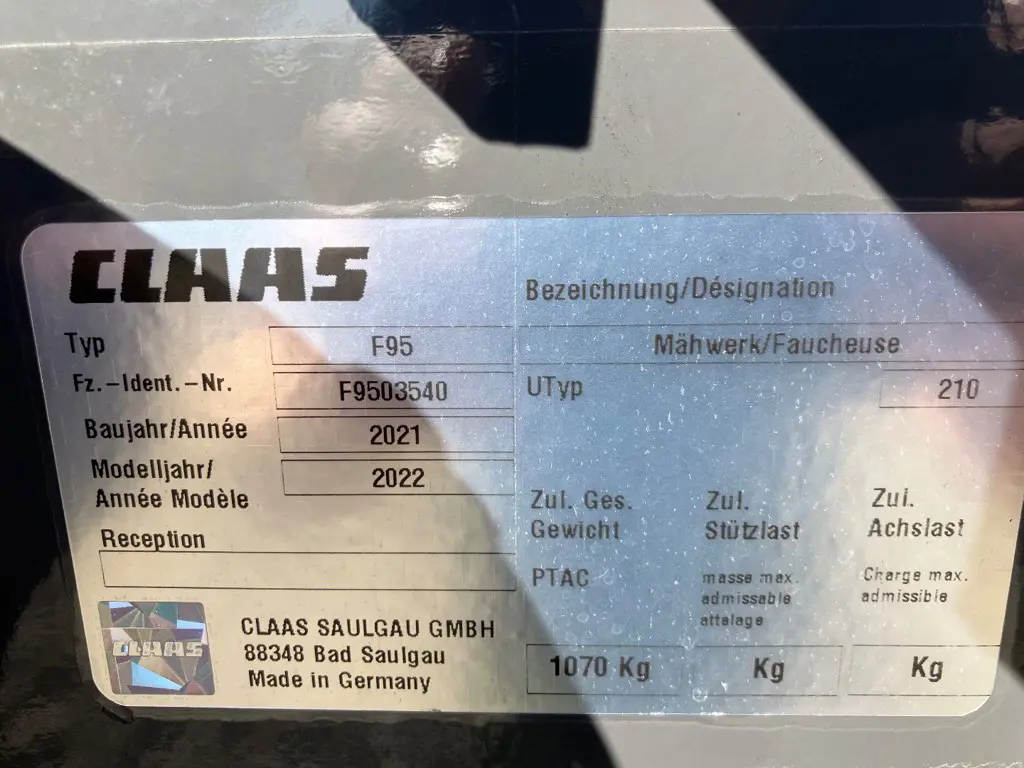 CLAAS
Bezeichnung/Désignation
Typ F95 Mähwerk/Faucheuse
Fz.-Ident.-Nr. F9503540 UTyp 210
Baujahr/Année 2021
Modelljahr/
Année Modèle 2022
Zul. Ges.
Gewicht
Zul.
Stützlast
Zul.
Achslast
Reception
PTAC
masse max.
admissable
attelage
Charge max.
admissible
CLAAS
CLAAS SAULGAU GMBH
88348 Bad Saulgau
Made in Germany
1070 Kg Kg Kg